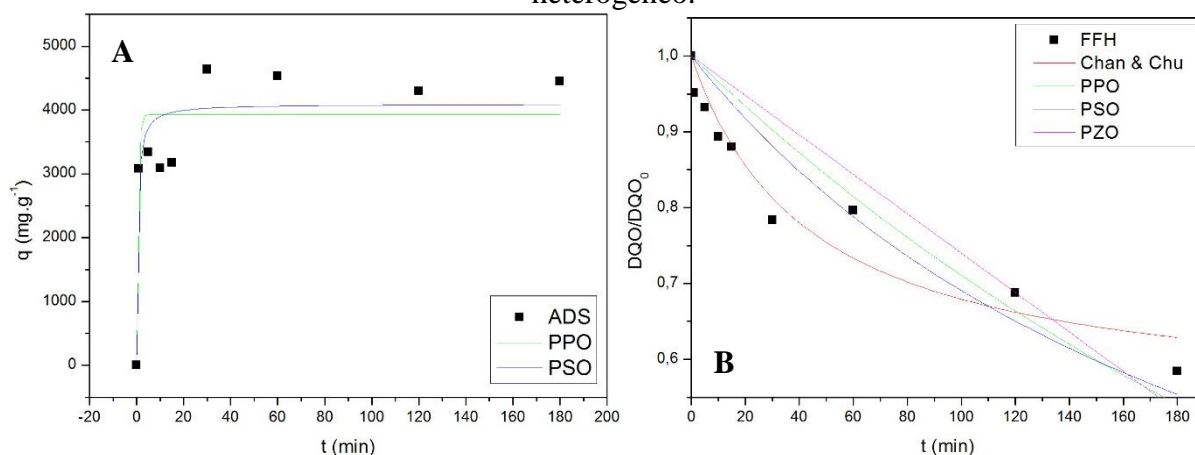 heterogêneo.
A
5000
4000
3000
2000
1000
0
q (mg.g-1)
-20 0 20 40 60 80 100 120 140 160 180 200
t (min)
ADS
PPO
PSO
B
1,0
0,9
0,8
0,7
0,6
DQO/DQO0
0 20 40 60 80 100 120 140 160 180
t (min)
FFH
Chan & Chu
PPO
PSO
PZO